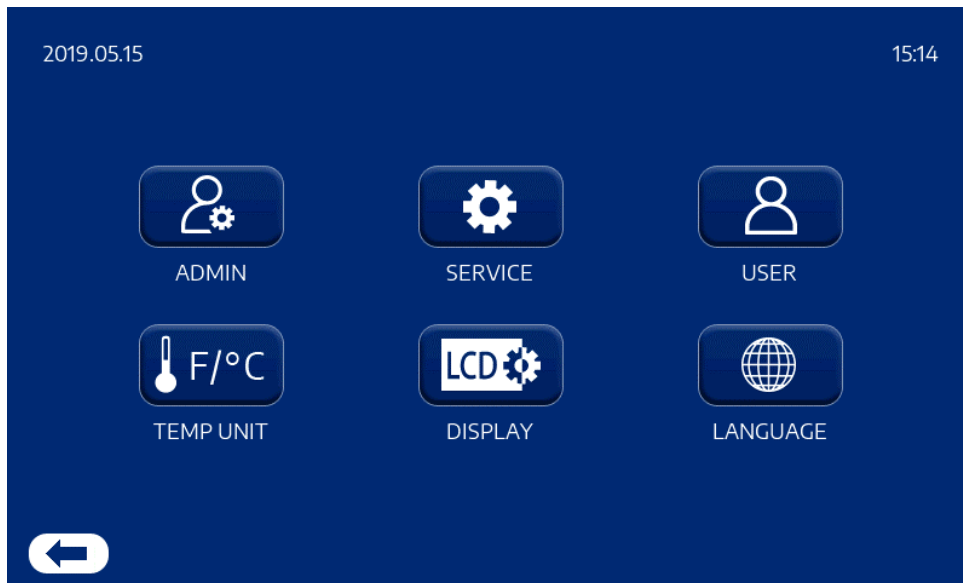 2019.05.15 15:14
ADMIN SERVICE USER
F/°C LCD
TEMP UNIT DISPLAY LANGUAGE